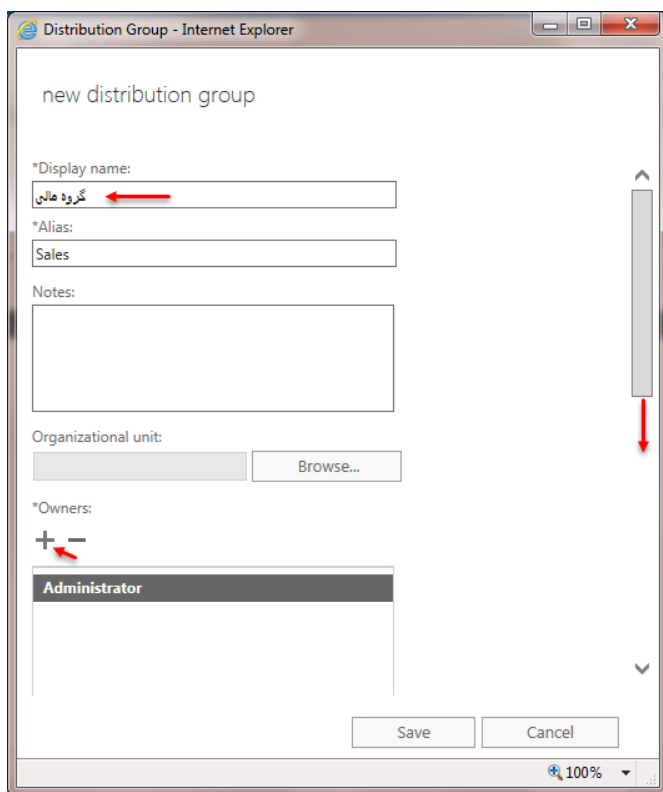 Distribution Group - Internet Explorer
new distribution group
*Display name:
گروه مالی
*Alias:
Sales
Notes:
Organizational unit:
Browse...
*Owners:
Administrator
Save
Cancel
100%